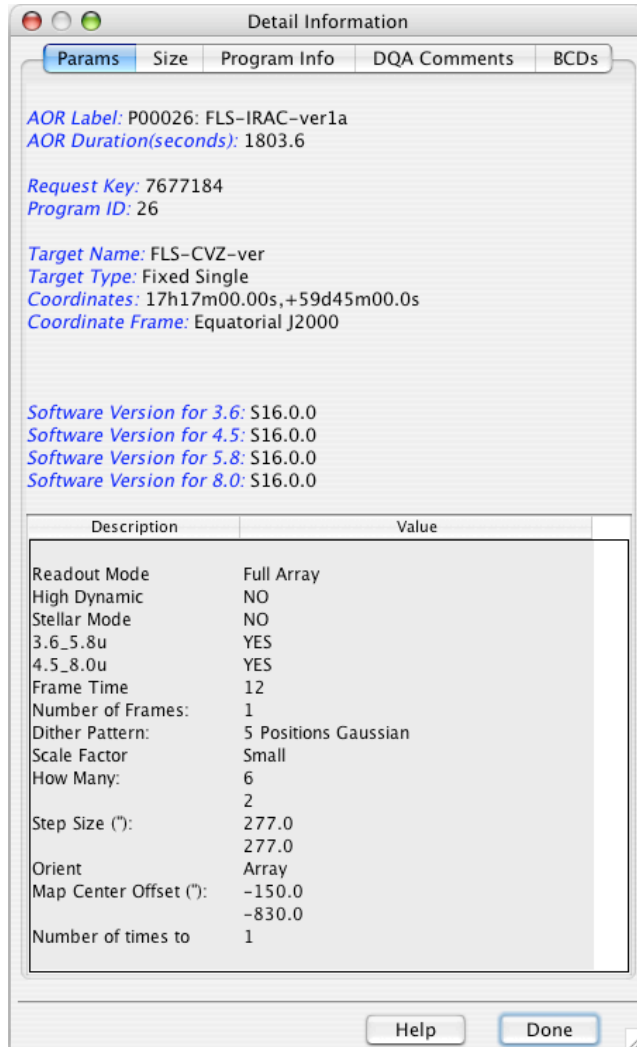 Detail Information
Params Size Program Info DQA Comments BCDs
AOR Label: P00026: FLS-IRAC-ver1a
AOR Duration(seconds): 1803.6
Request Key: 7677184
Program ID: 26
Target Name: FLS-CVZ-ver
Target Type: Fixed Single
Coordinates: 17h17m00.00s,+59d45m00.0s
Coordinate Frame: Equatorial J2000
Software Version for 3.6: S16.0.0
Software Version for 4.5: S16.0.0
Software Version for 5.8: S16.0.0
Software Version for 8.0: S16.0.0
Description Value
Readout Mode Full Array
High Dynamic NO
Stellar Mode NO
3.6_5.8u YES
4.5_8.0u YES
Frame Time 12
Number of Frames: 1
Dither Pattern: 5 Positions Gaussian
Scale Factor Small
How Many: 6
2
Step Size ("): 277.0
277.0
Orient Array
Map Center Offset ("): -150.0
-830.0
Number of times to 1
Help Done